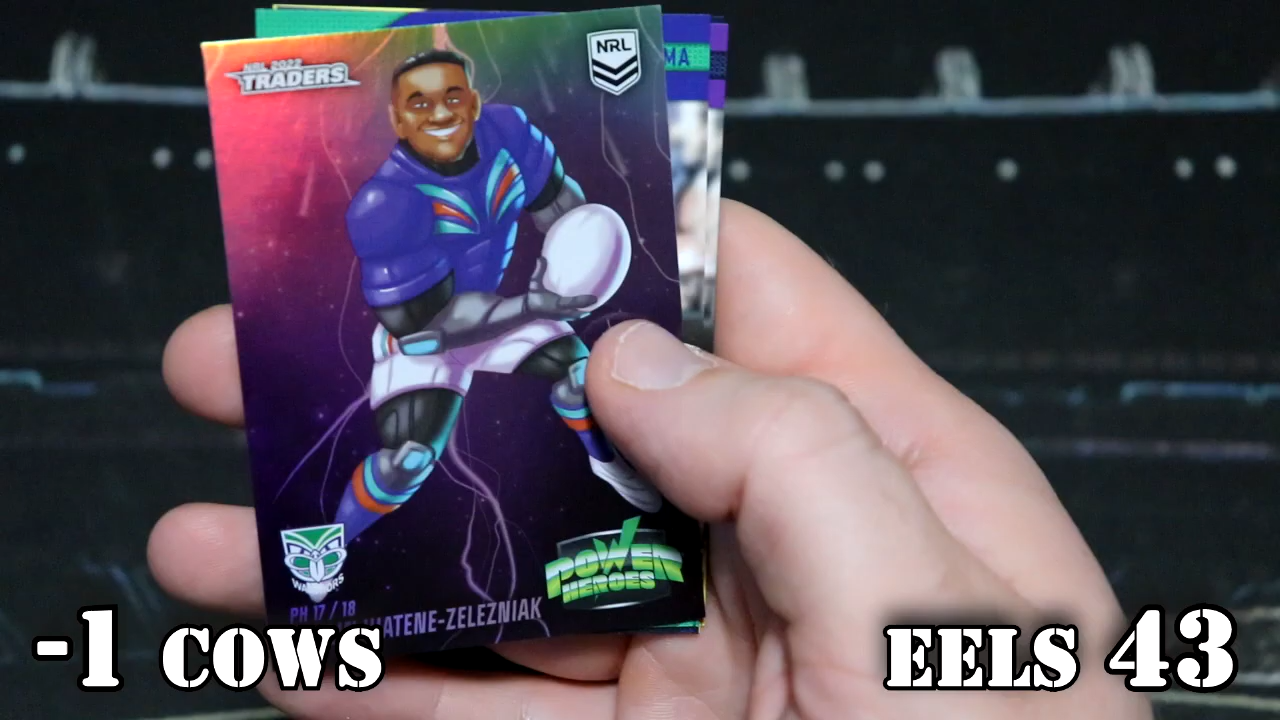 NRL 2022
TRADERS
NRL
MA
WARRIORS
POWER
HEROES
PH 17 / 18
WATENE-ZELEZNIAK
-1 COWS
EELS 43